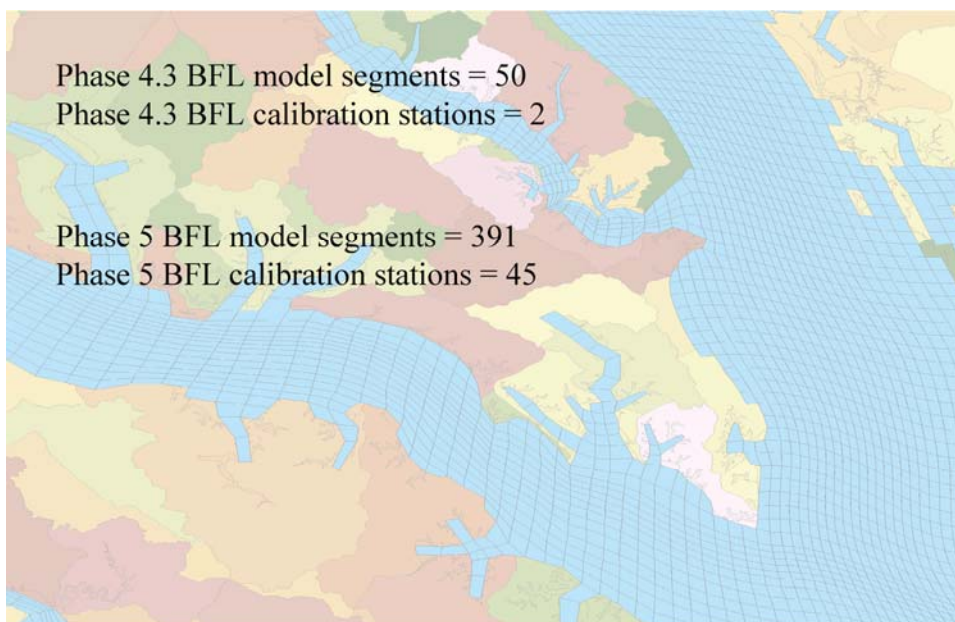 Phase 4.3 BFL model segments = 50
Phase 4.3 BFL calibration stations = 2
Phase 5 BFL model segments = 391
Phase 5 BFL calibration stations = 45